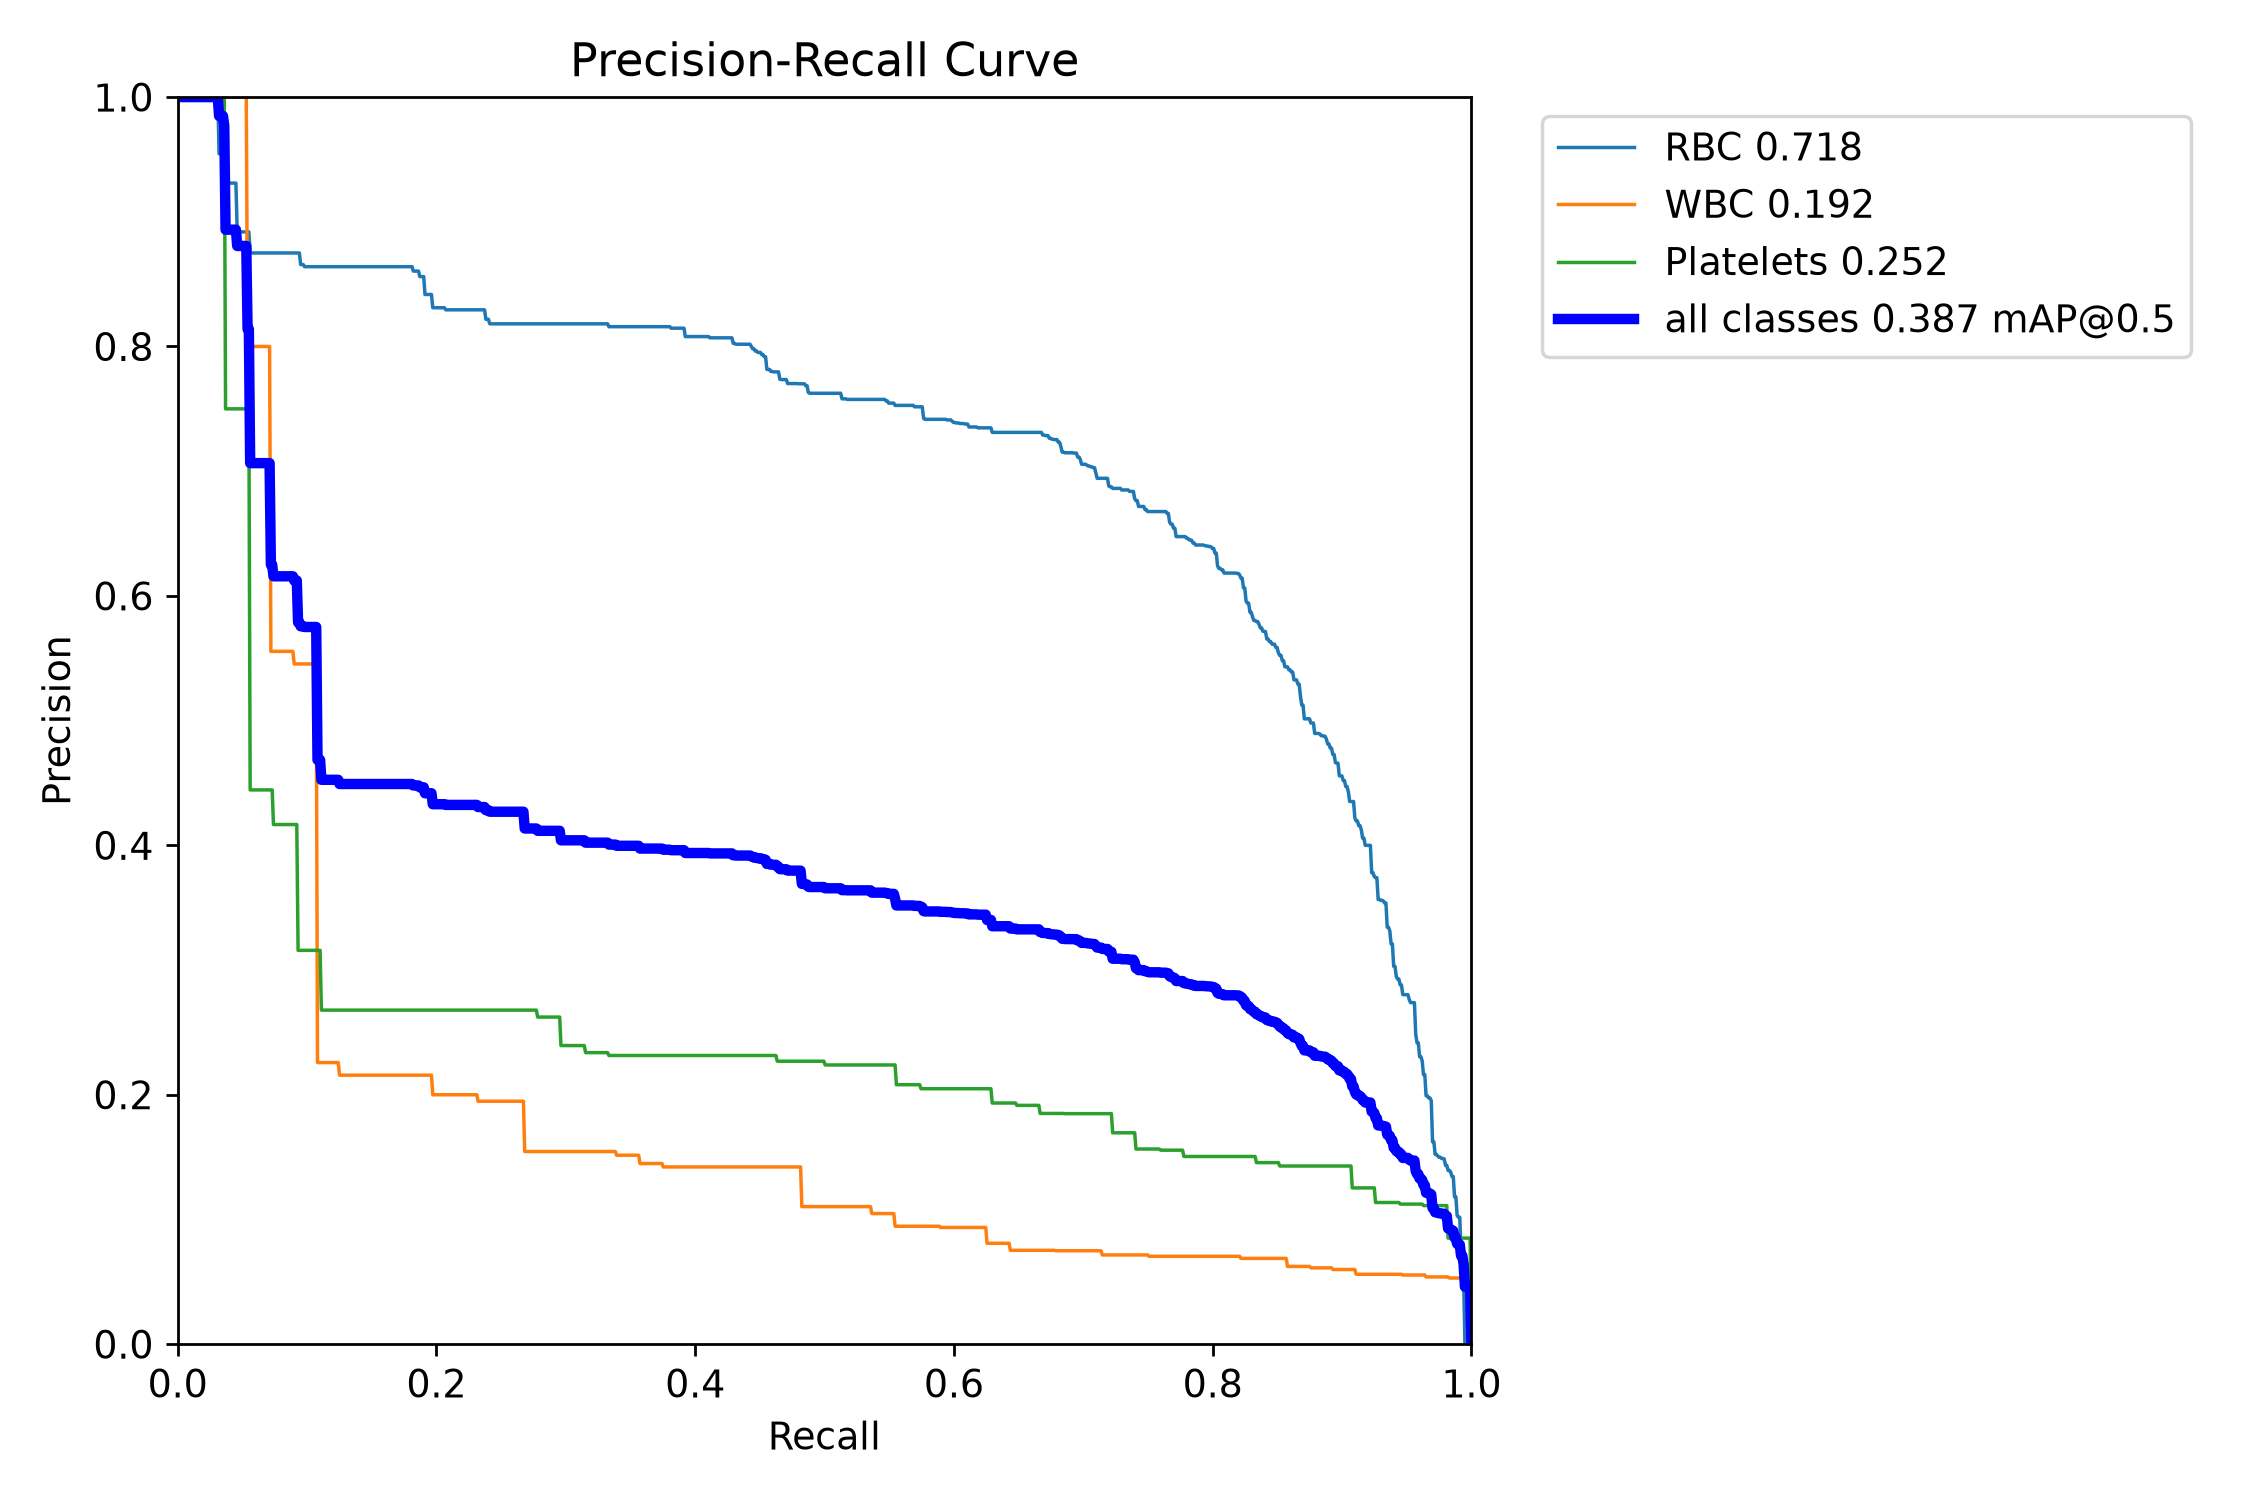 Precision-Recall Curve
1.0
0.8
0.6
0.4
0.2
0.0
Precision
0.0 0.2 0.4 0.6 0.8 1.0
Recall
RBC 0.718
WBC 0.192
Platelets 0.252
all classes 0.387 mAP@0.5